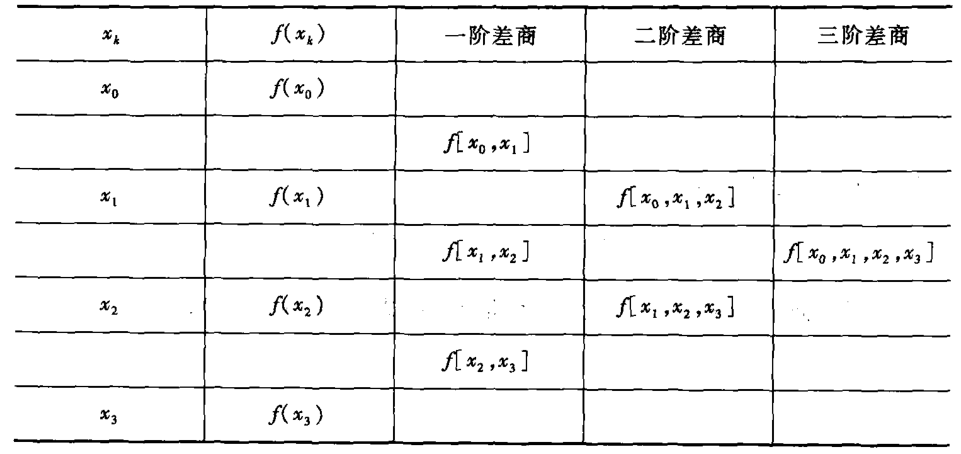 x_k f(x_k) 一阶差商 二阶差商 三阶差商
x_0 f(x_0)
f[x_0,x_1]
x_1 f(x_1) f[x_0,x_1,x_2]
f[x_1,x_2] f[x_0,x_1,x_2,x_3]
x_2 f(x_2) f[x_1,x_2,x_3]
f[x_2,x_3]
x_3 f(x_3)